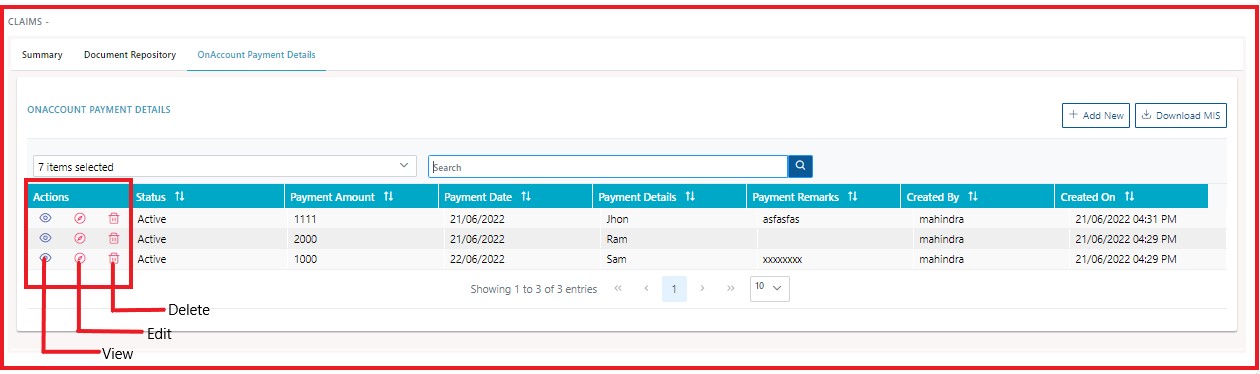 CLAIMS -
Summary Document Repository OnAccount Payment Details
ONACCOUNT PAYMENT DETAILS
Add New Download MIS
7 items selected Search
Actions Status Payment Amount Payment Date Payment Details Payment Remarks Created By Created On
Active 1111 21/06/2022 Jhon asfasfas mahindra 21/06/2022 04:31 PM
Active 2000 21/06/2022 Ram mahindra 21/06/2022 04:29 PM
Active 1000 22/06/2022 Sam xxxxxxxx mahindra 21/06/2022 04:29 PM
Showing 1 to 3 of 3 entries « ‹ 1 › » 10
Delete
Edit
View